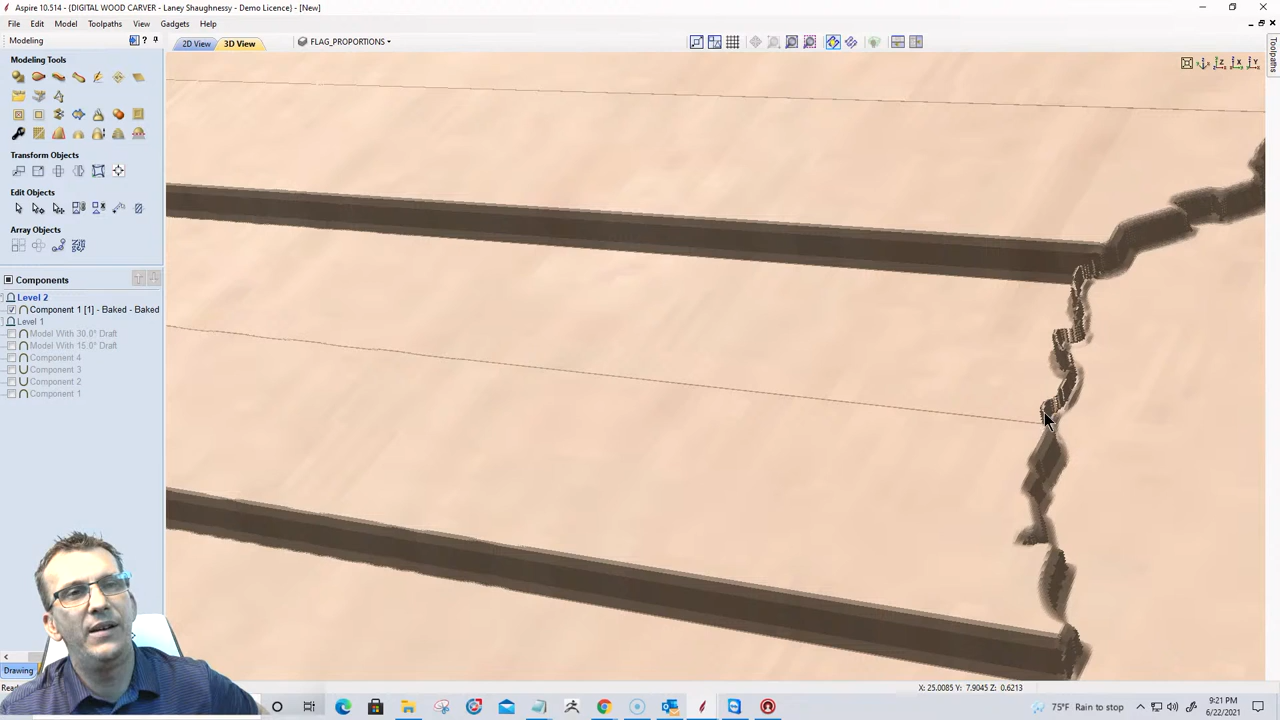 Aspire 10.514 - (DIGITAL WOOD CARVER - Laney Shaughnessy - Demo Licence) - [New]
File Edit Model Toolpaths View Gadgets Help
Modeling
2D View
3D View
FLAG_PROPORTIONS
Toolpaths
Modeling Tools
Transform Objects
Edit Objects
Array Objects
Components
Level 2
Component 1 [1] - Baked - Baked
Level 1
Model With 30.0° Draft
Model With 15.0° Draft
Component 4
Component 3
Component 2
Component 1
Drawing
X: 25.0085 Y: 7.9045 Z: 0.6213
75°F Rain to stop
9:21 PM
6/22/2021